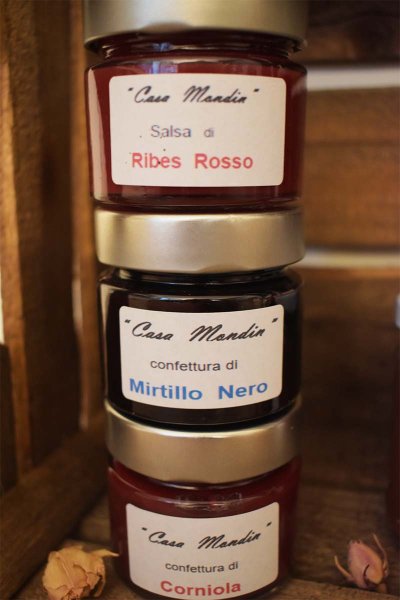 "Casa Mondin"
Salsa di
Ribes Rosso
"Casa Mondin"
confettura di
Mirtillo Nero
"Casa Mondin"
confettura di
Corniola